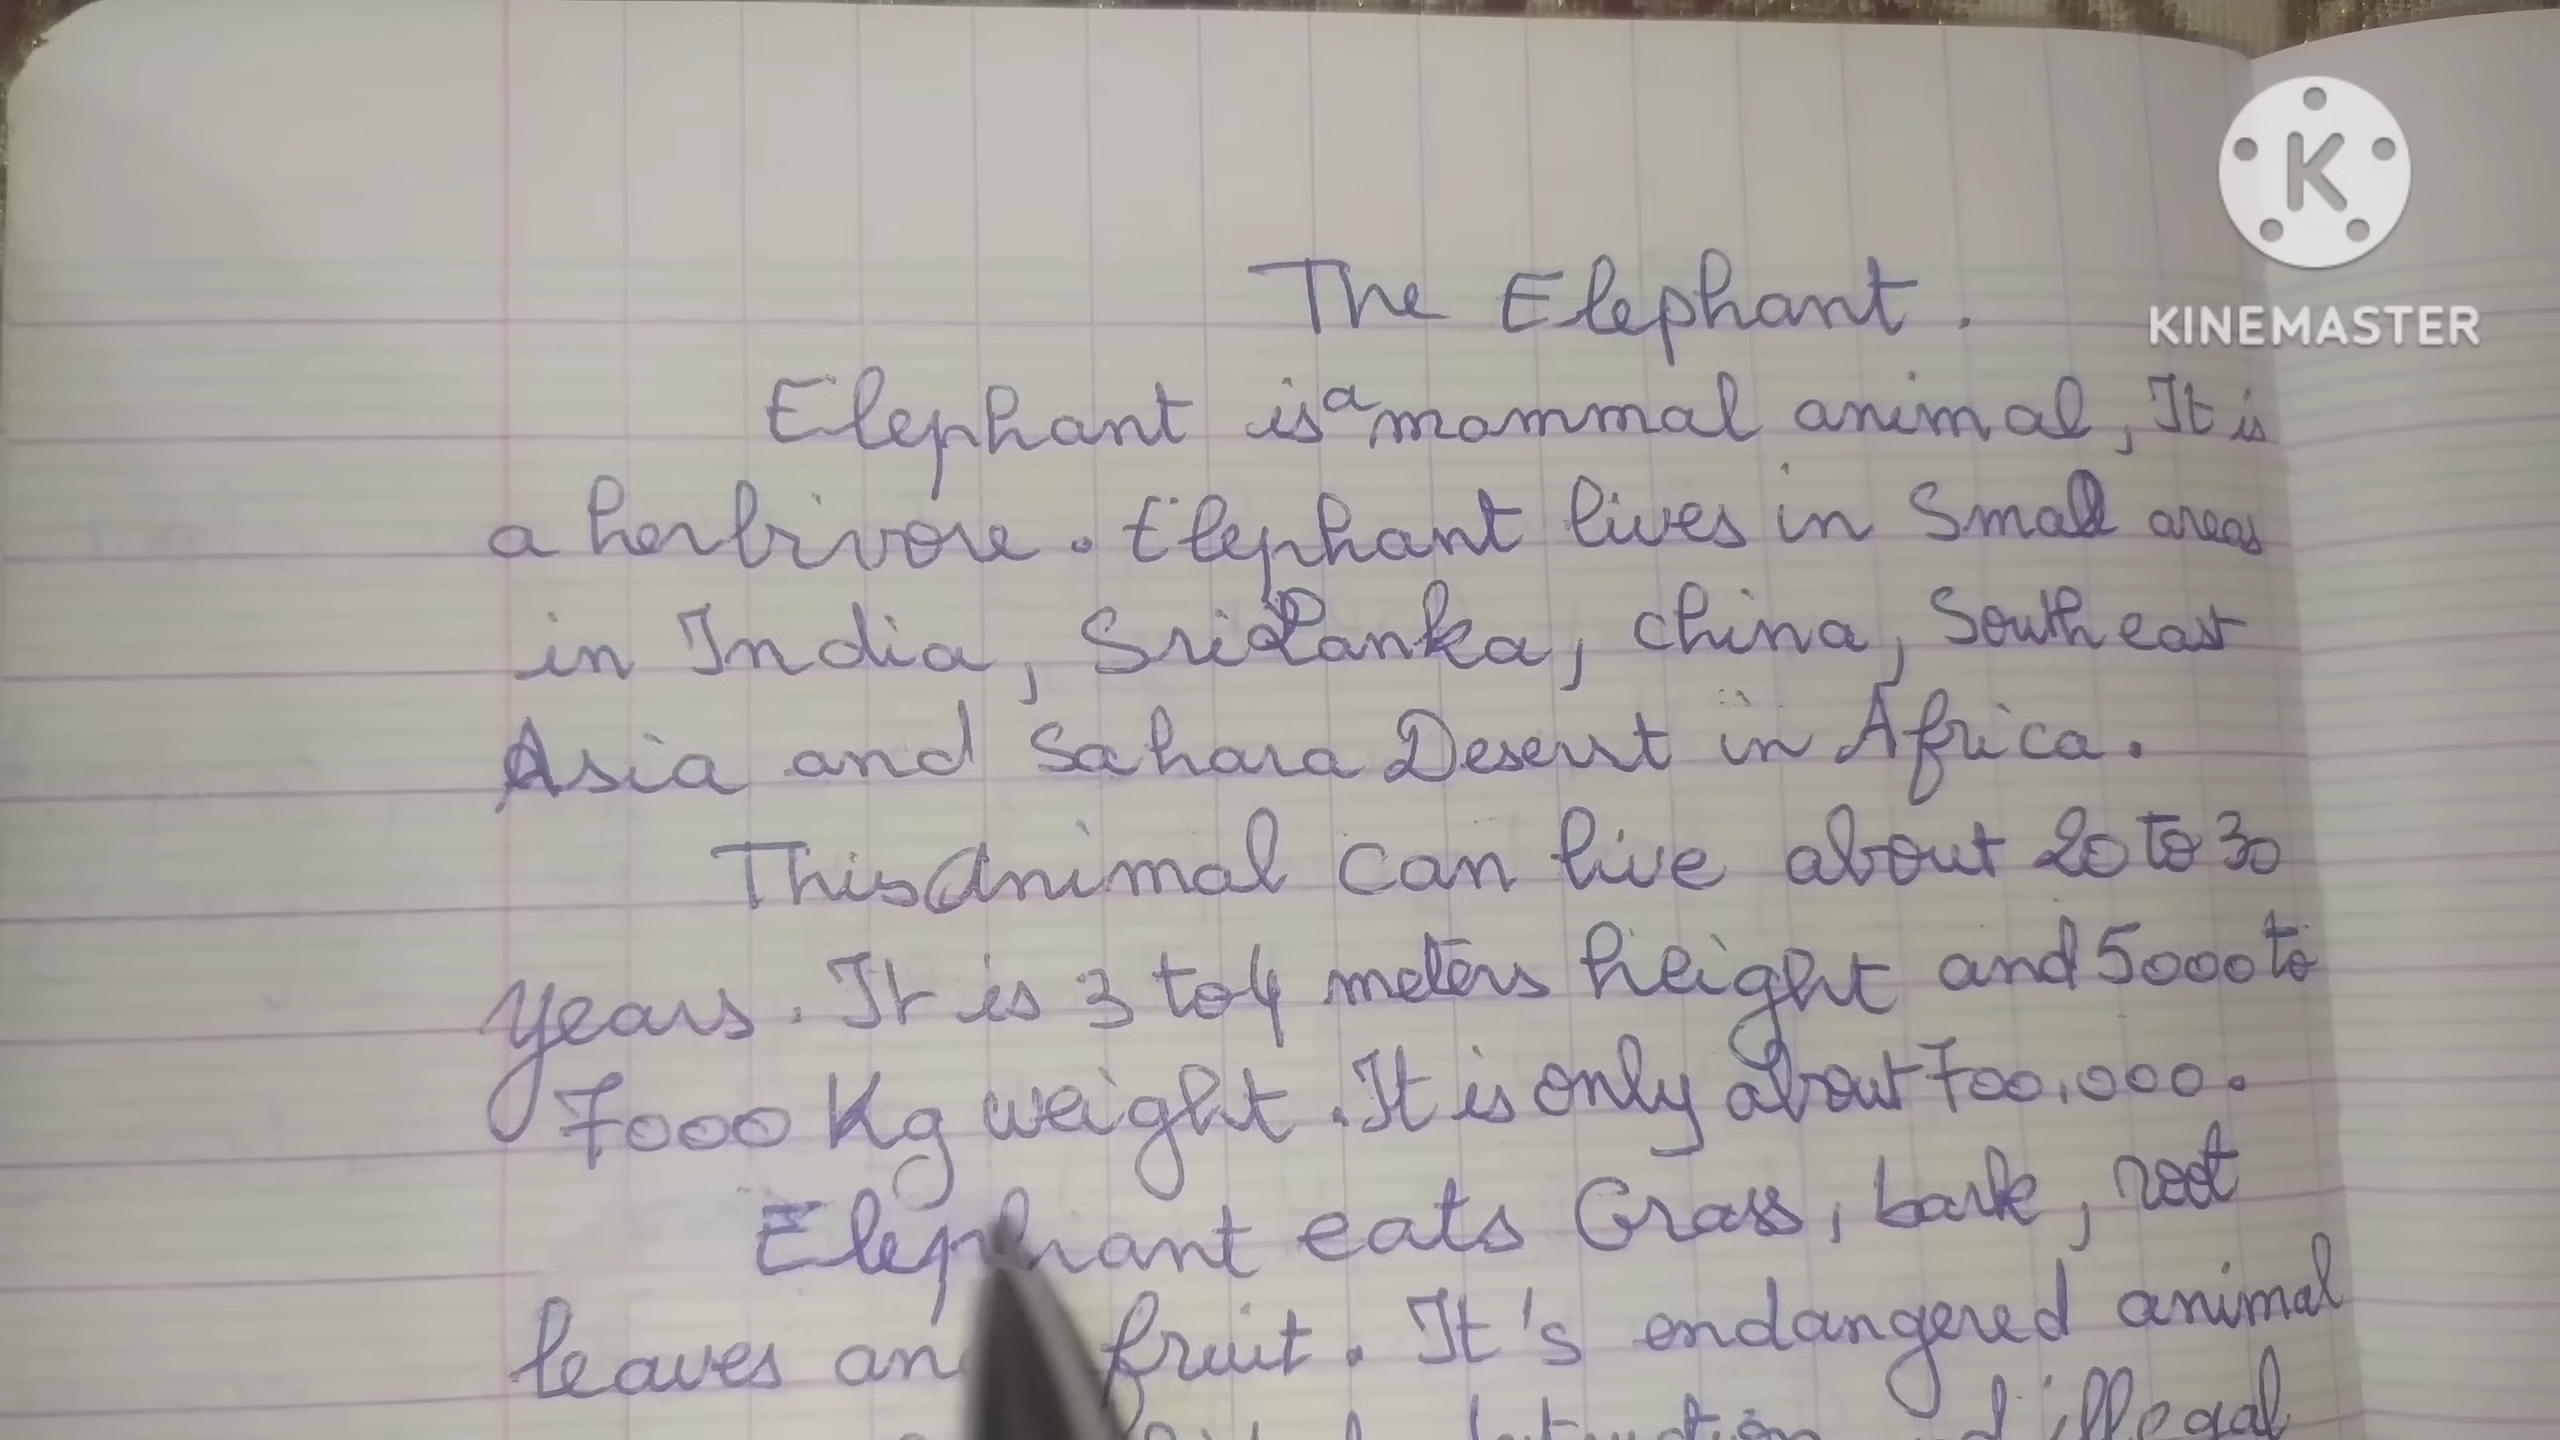 The Elephant.
KINEMASTER
Elephant is a mammal animal, It is
a herbivore. Elephant lives in Small areas
in India, Sri Lanka, china, South east
Asia and Sahara Desert in Africa.
This animal can live about 20 to 30
years. It is 3 to 4 meters height and 5000 to
7000 Kg weight. It is only about 700,000.
Elephant eats Grass, bark, root
leaves and fruit. It's endangered animal
illegal